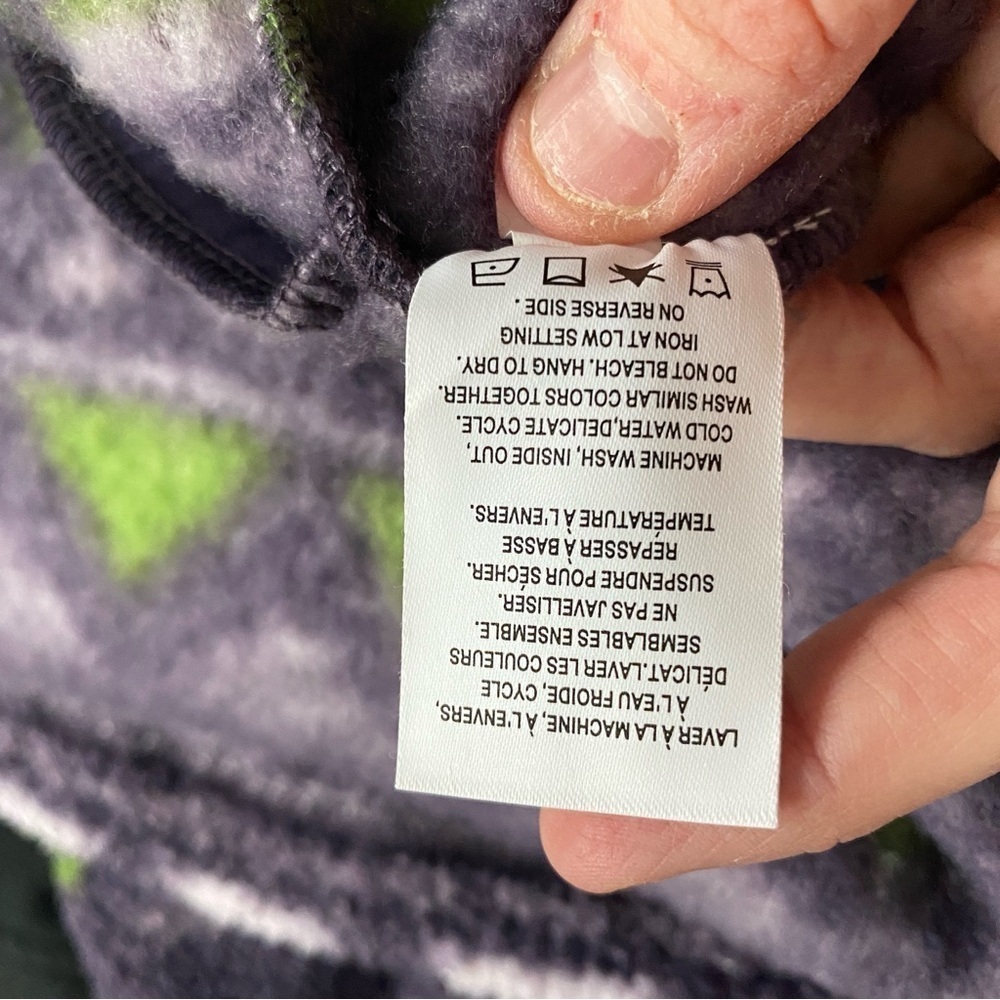 LAVER À LA MACHINE, À L'ENVERS,
À L'EAU FROIDE, CYCLE
DÉLICAT. LAVER LES COULEURS
SEMBLABLES ENSEMBLE.
NE PAS JAVELLISER.
SUSPENDRE POUR SÉCHER.
REPASSER À BASSE
TEMPÉRATURE À L'ENVERS.
MACHINE WASH, INSIDE OUT,
COLD WATER, DELICATE CYCLE.
WASH SIMILAR COLORS TOGETHER.
DO NOT BLEACH. HANG TO DRY.
IRON AT LOW SETTING
ON REVERSE SIDE.